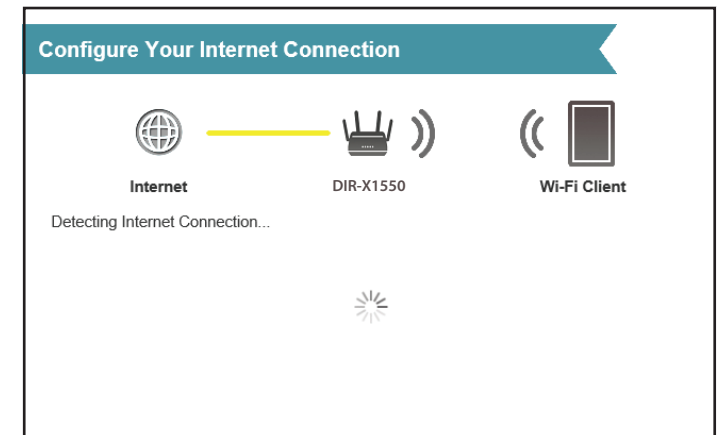 Configure Your Internet Connection
Internet
DIR-X1550
Wi-Fi Client
Detecting Internet Connection...